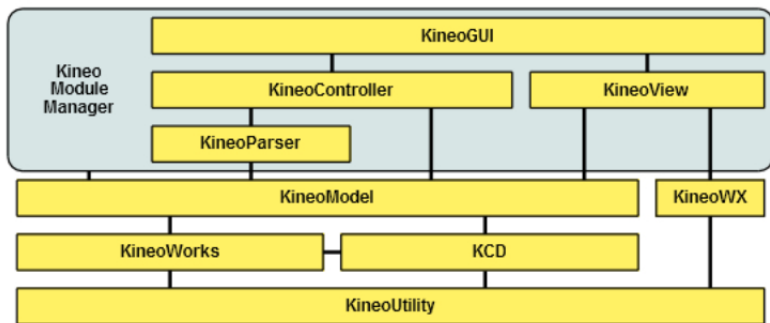 KineoGUI
Kineo
Module
Manager
KineoController
KineoView
KineoParser
KineoModel
KineoWX
KineoWorks
KCD
KineoUtility